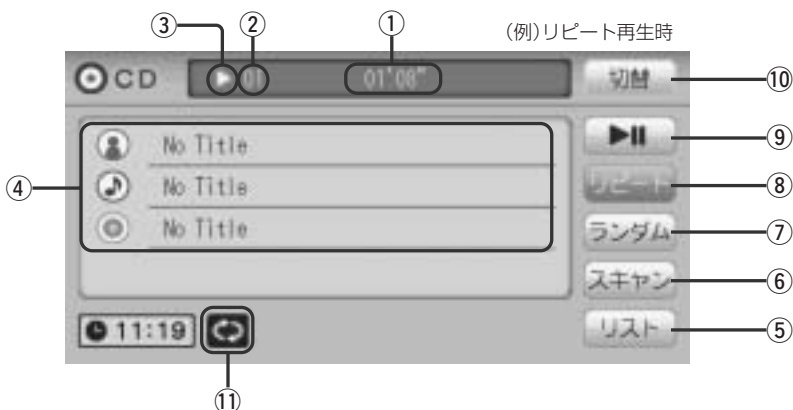 ③ ② ① (例)リピート再生時
CD 01 01'08" 切替 ⑩
④ No Title ⑨
No Title リピート ⑧
No Title ランダム ⑦
スキャン ⑥
11:19 リスト ⑤
⑪